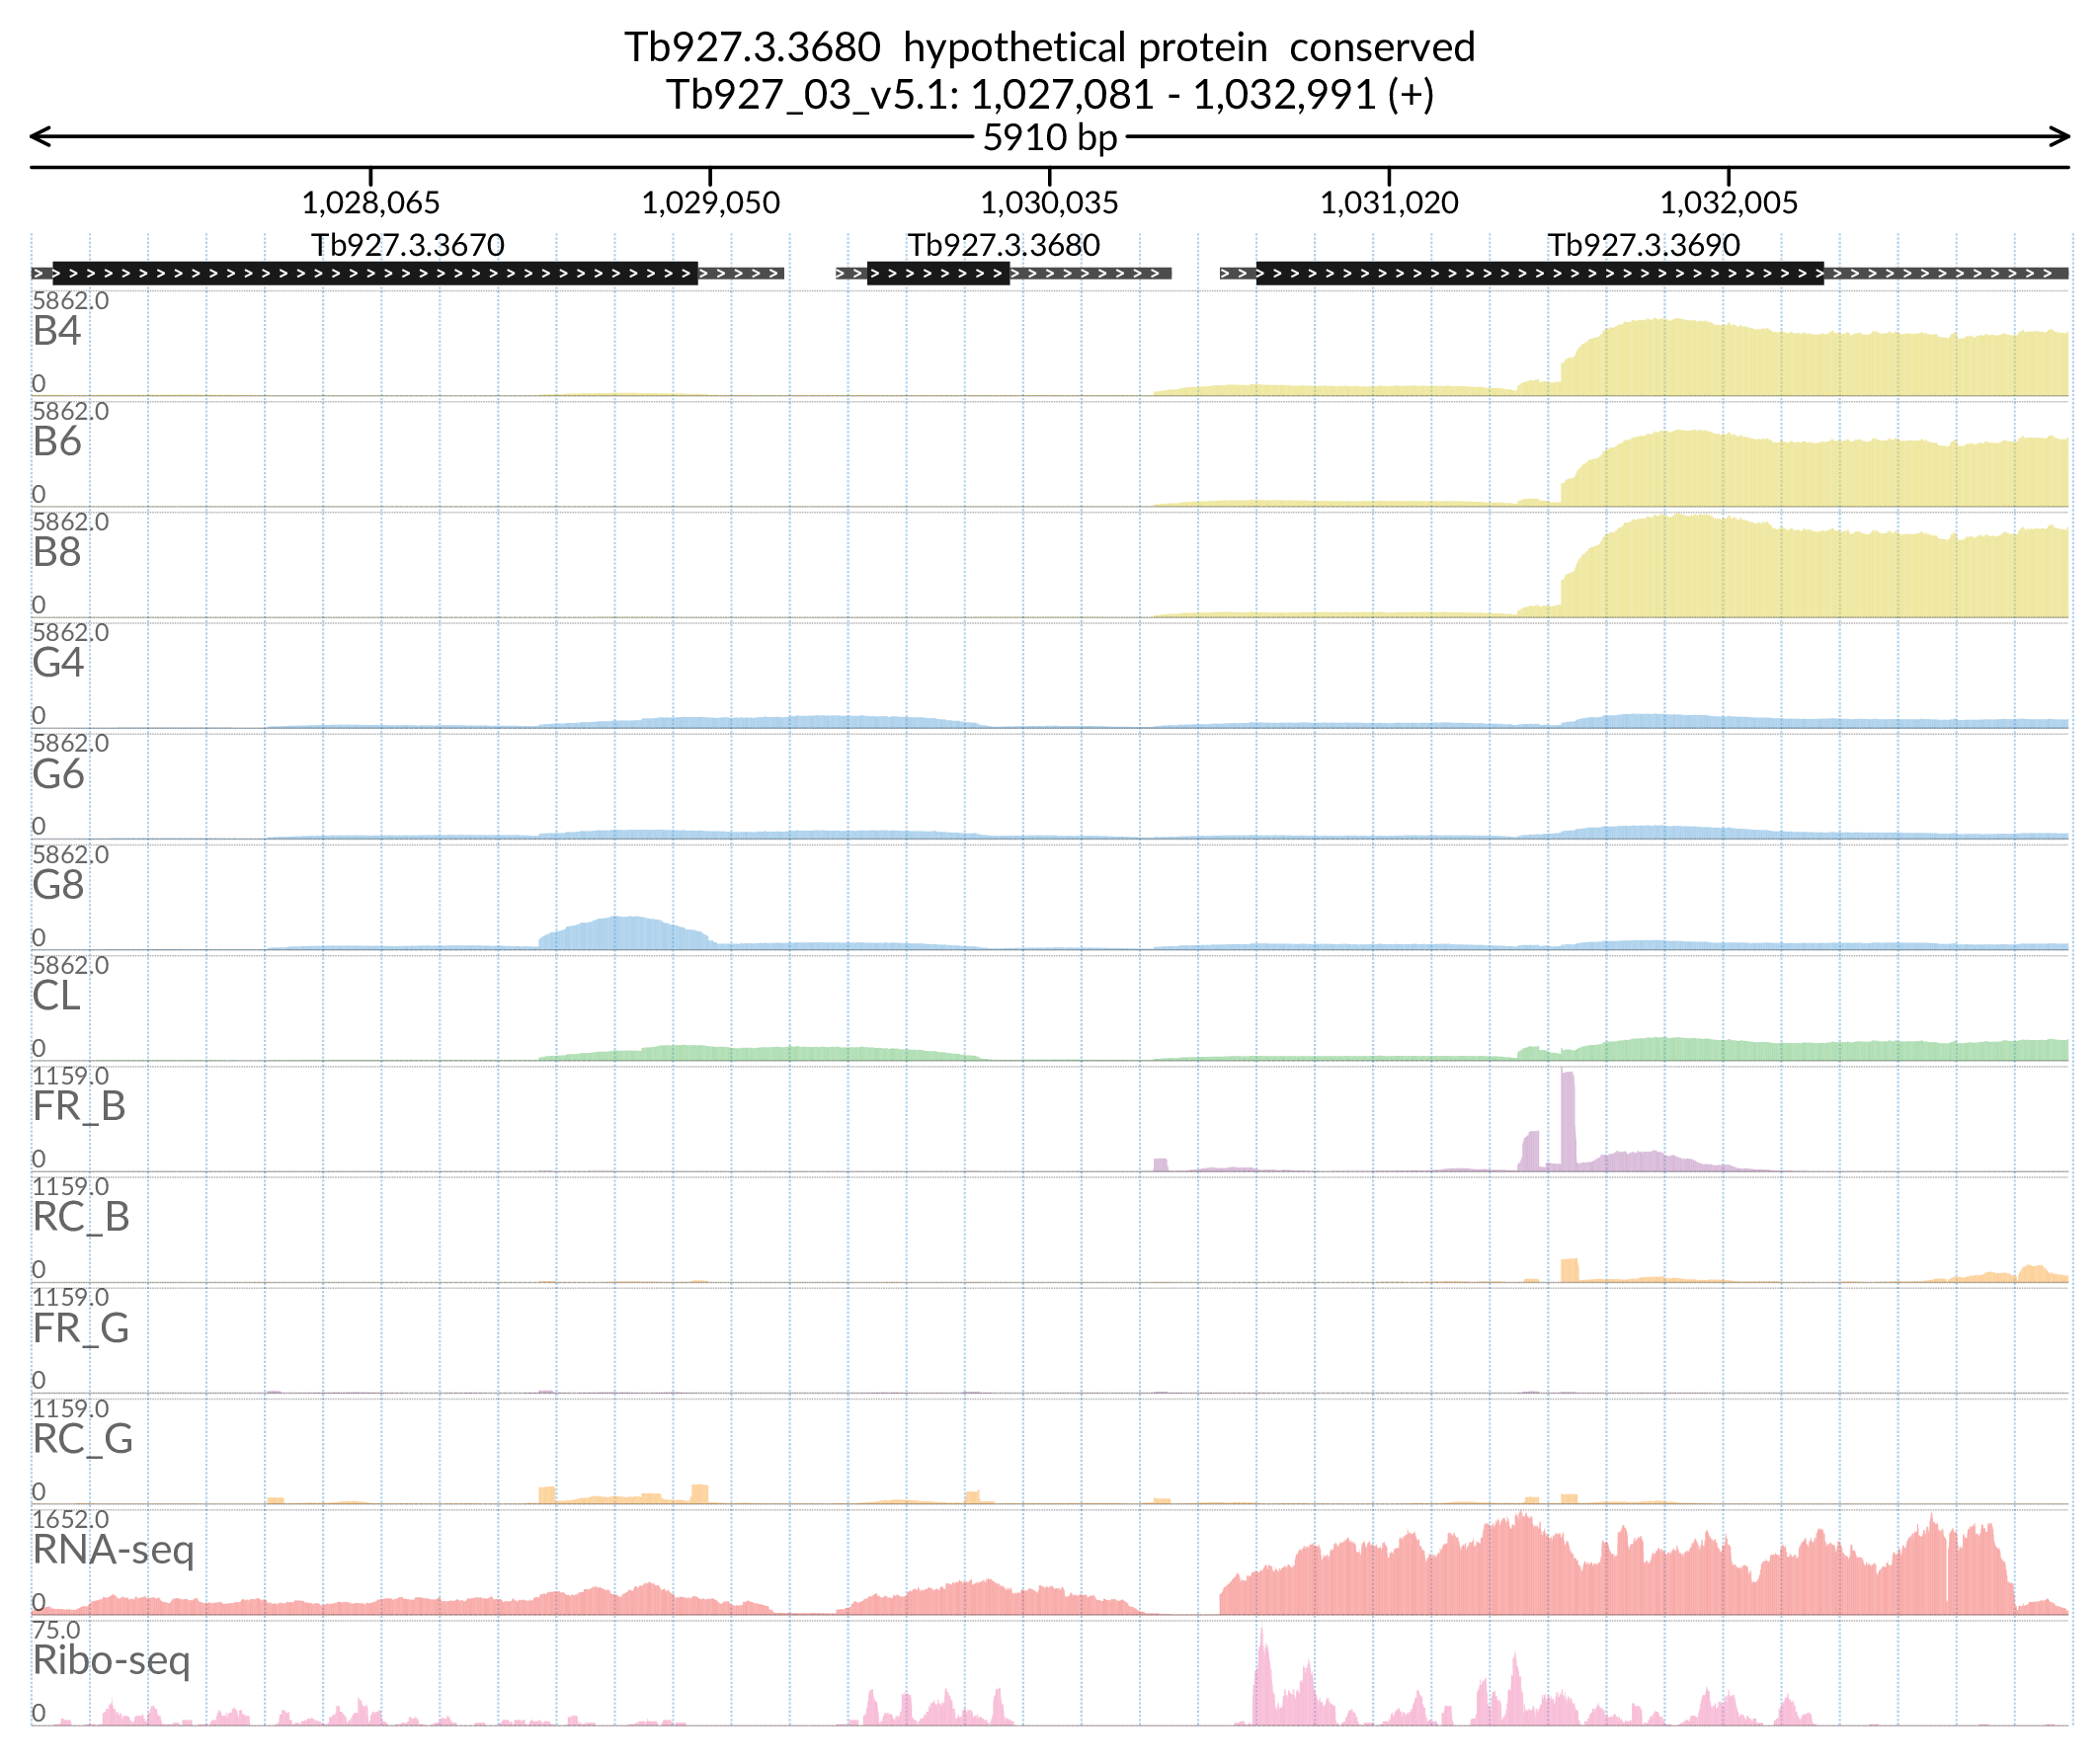 Tb927.3.3680 hypothetical protein conserved
Tb927_03_v5.1: 1,027,081 - 1,032,991 (+)
5910 bp
1,028,065 1,029,050 1,030,035 1,031,020 1,032,005
Tb927.3.3670 Tb927.3.3680 Tb927.3.3690
5862.0
B4
0
5862.0
B6
0
5862.0
B8
0
5862.0
G4
0
5862.0
G6
0
5862.0
G8
0
5862.0
CL
0
1159.0
FR_B
0
1159.0
RC_B
0
1159.0
FR_G
0
1159.0
RC_G
0
1652.0
RNA-seq
0
75.0
Ribo-seq
0